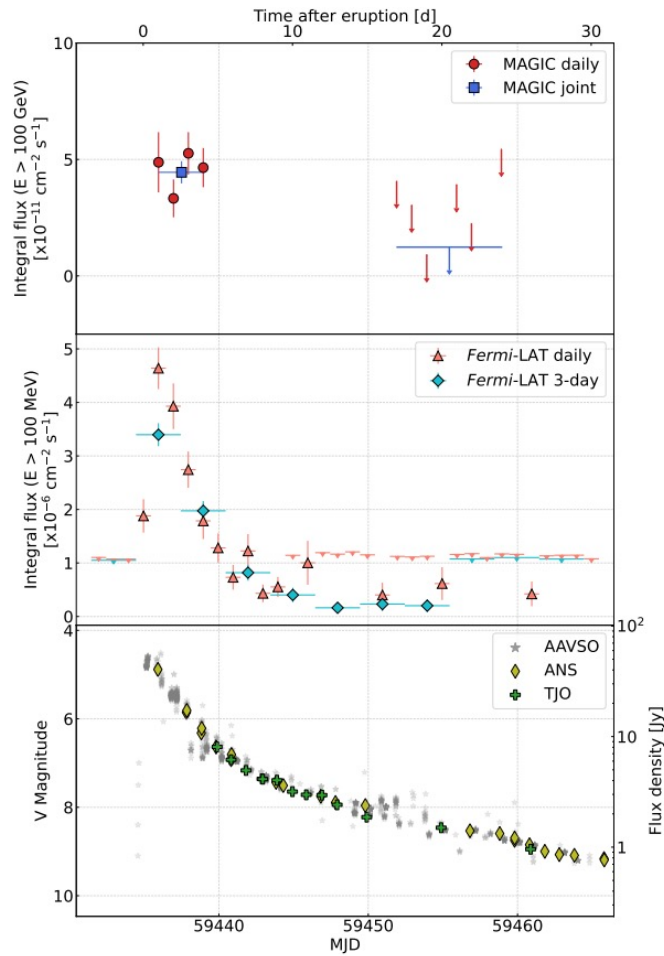 Time after eruption [d]
0 10 20 30
10
5
0
Integral flux (E > 100 GeV)
[x10⁻¹¹ cm⁻² s⁻¹]
MAGIC daily
MAGIC joint
5
4
3
2
1
0
Integral flux (E > 100 MeV)
[x10⁻⁶ cm⁻² s⁻¹]
Fermi-LAT daily
Fermi-LAT 3-day
4
6
8
10
V Magnitude
AAVSO
ANS
TJO
10²
10
1
Flux density [Jy]
59440 59450 59460
MJD